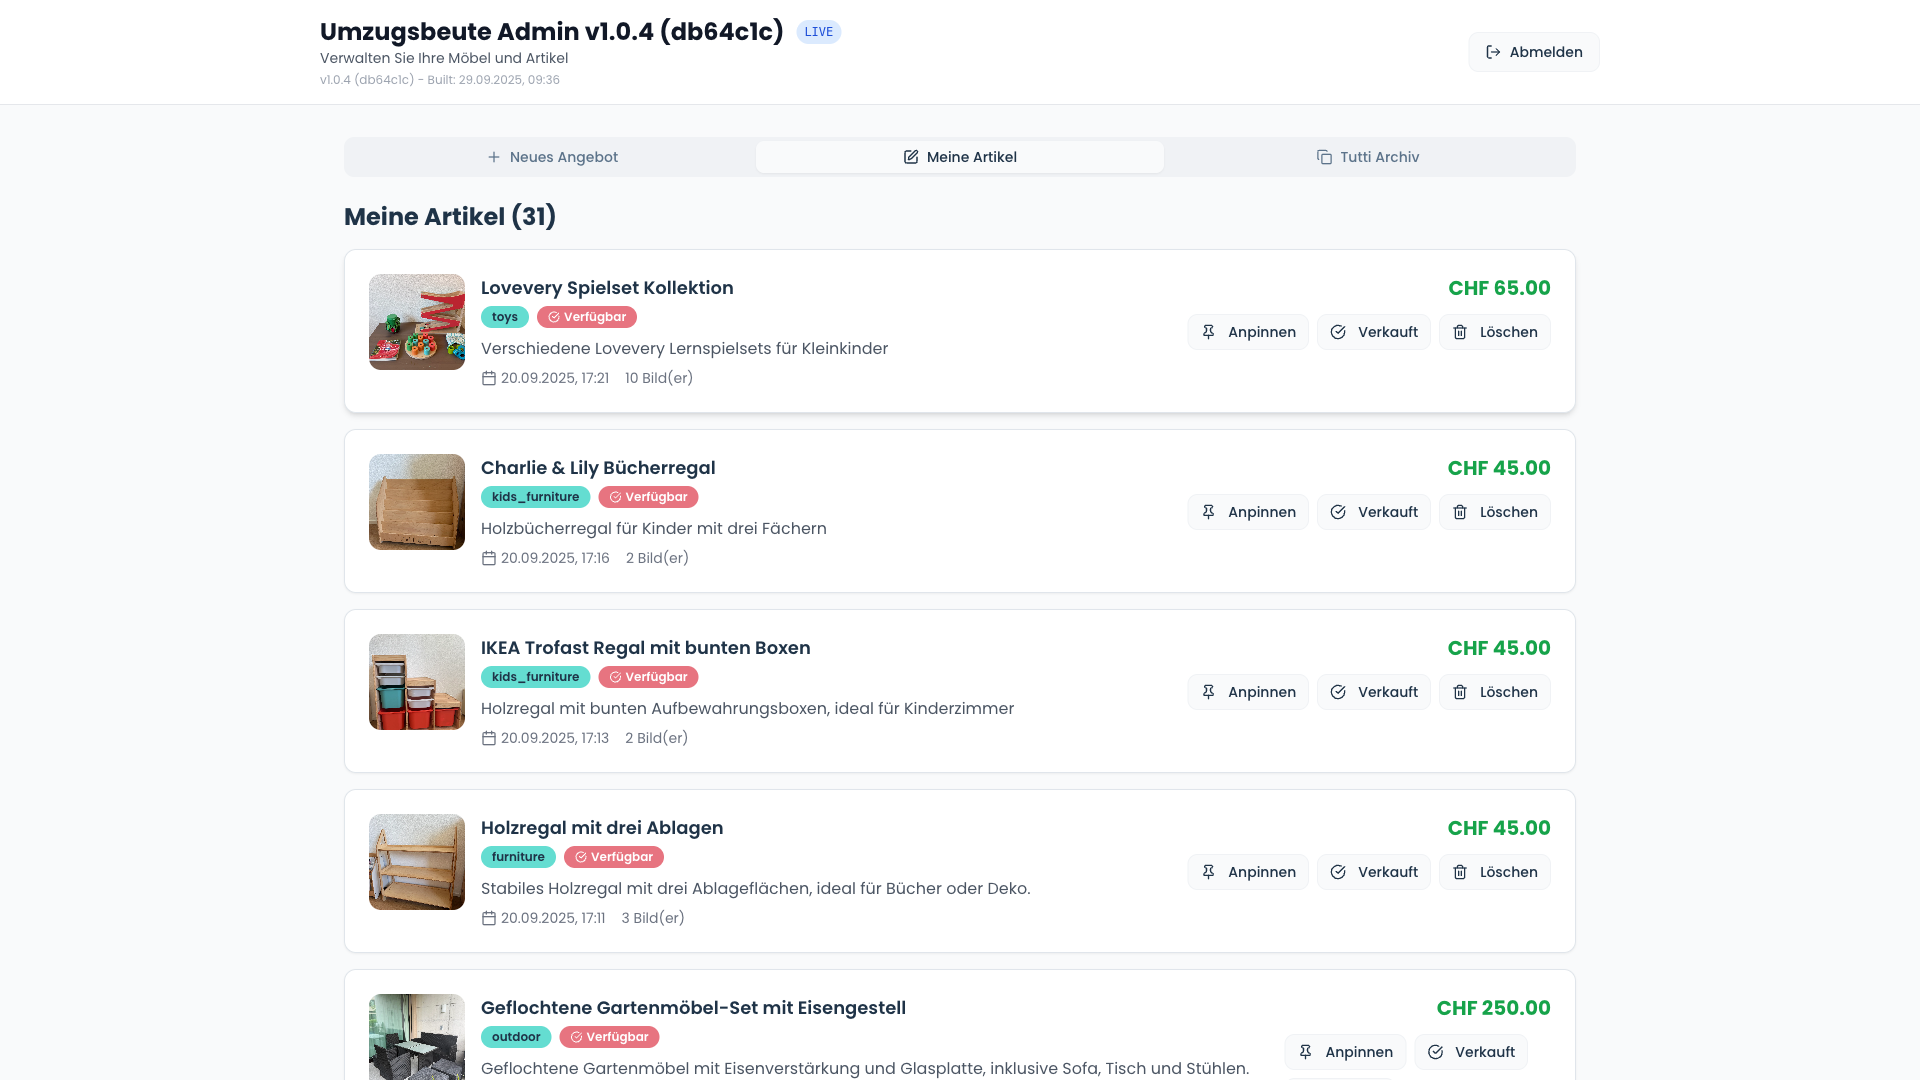 Umzugsbeute Admin v1.0.4 (db64c1c)
LIVE
Verwalten Sie Ihre Möbel und Artikel
v1.0.4 (db64c1c) - Built: 29.09.2025, 09:36
Abmelden
Neues Angebot
Meine Artikel
Tutti Archiv
Meine Artikel (31)
Lovevery Spielset Kollektion
CHF 65.00
toys
Verfügbar
Anpinnen
Verkauft
Löschen
Verschiedene Lovevery Lernspielsets für Kleinkinder
20.09.2025, 17:21 10 Bild(er)
Charlie & Lily Bücherregal
CHF 45.00
kids_furniture
Verfügbar
Anpinnen
Verkauft
Löschen
Holzbücherregal für Kinder mit drei Fächern
20.09.2025, 17:16 2 Bild(er)
IKEA Trofast Regal mit bunten Boxen
CHF 45.00
kids_furniture
Verfügbar
Anpinnen
Verkauft
Löschen
Holzregal mit bunten Aufbewahrungsboxen, ideal für Kinderzimmer
20.09.2025, 17:13 2 Bild(er)
Holzregal mit drei Ablagen
CHF 45.00
furniture
Verfügbar
Anpinnen
Verkauft
Löschen
Stabiles Holzregal mit drei Ablageflächen, ideal für Bücher oder Deko.
20.09.2025, 17:11 3 Bild(er)
Geflochtene Gartenmöbel-Set mit Eisengestell
CHF 250.00
outdoor
Verfügbar
Anpinnen
Verkauft
Geflochtene Gartenmöbel mit Eisenverstärkung und Glasplatte, inklusive Sofa, Tisch und Stühlen.